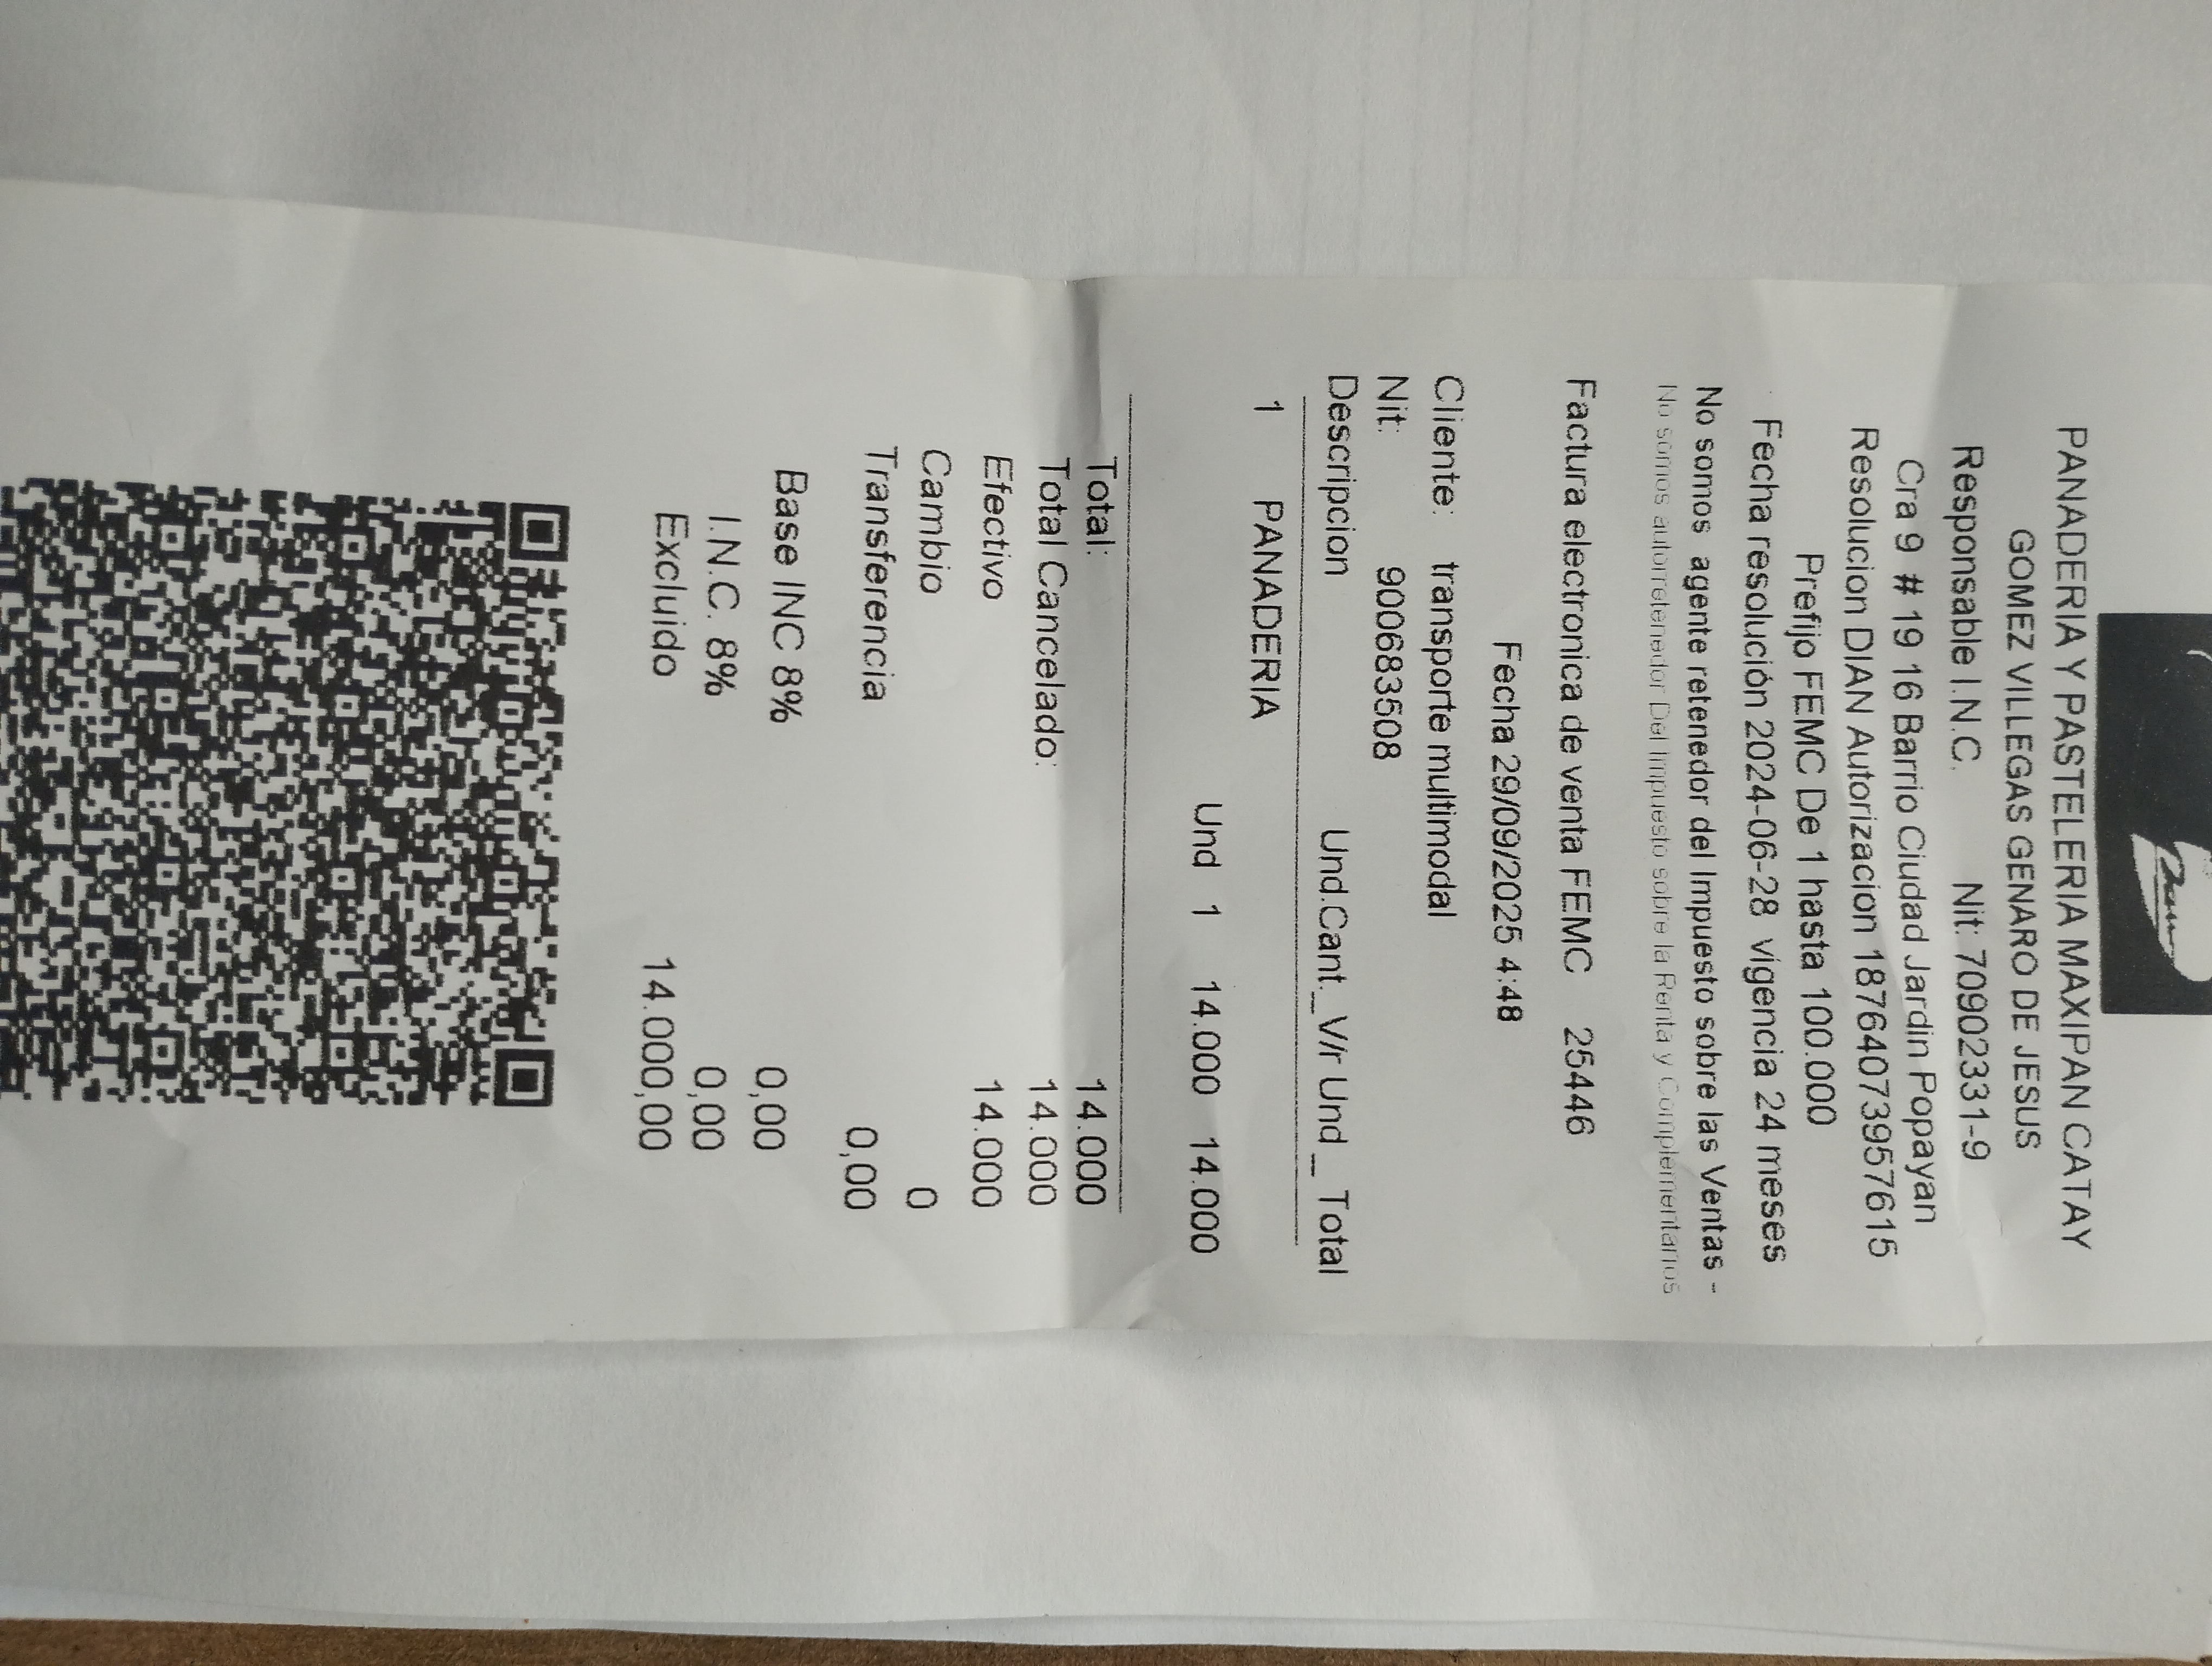 PANADERIA Y PASTELERIA MAXIPAN CATAY
GOMEZ VILLEGAS GENARO DE JESUS
Responsable I.N.C. Nit: 70902331-9
Cra 9 # 19 16 Barrio Ciudad Jardin Popayan
Resolucion DIAN Autorizacion 18764073957615
Prefijo FEMC De 1 hasta 100.000
Fecha resolución 2024-06-28 vigencia 24 meses
No somos agente retenedor del Impuesto sobre las Ventas -
No somos autorretenedor Del Impuesto sobre la Renta y Complementarios
Factura electronica de venta FEMC 25446
Fecha 29/09/2025 4:48
Cliente: transporte multimodal
Nit: 900683508
Descripcion Und.Cant._V/r Und _ Total
1 PANADERIA
Und 1 14.000 14.000
Total: 14.000
Total Cancelado: 14.000
Efectivo 14.000
Cambio 0
Transferencia 0,00
Base INC 8% 0,00
I.N.C. 8% 0,00
Excluido 14.000,00